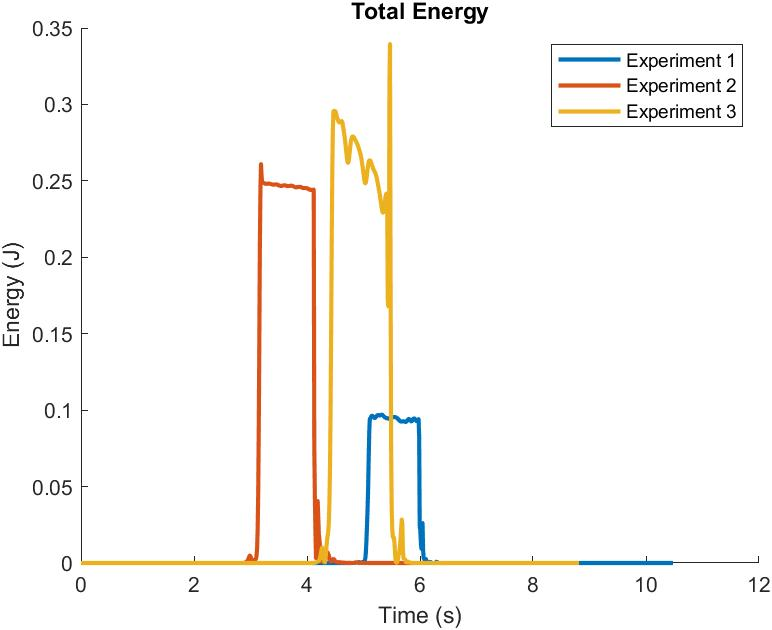 Total Energy
Experiment 1
Experiment 2
Experiment 3
Energy (J)
0.35
0.3
0.25
0.2
0.15
0.1
0.05
0
0 2 4 6 8 10 12
Time (s)